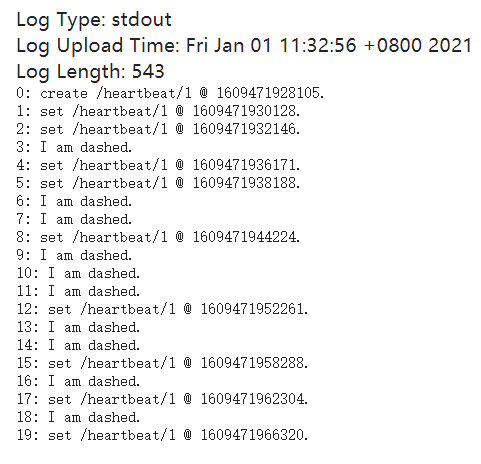 Log Type: stdout
Log Upload Time: Fri Jan 01 11:32:56 +0800 2021
Log Length: 543
0: create /heartbeat/1 @ 1609471928105.
1: set /heartbeat/1 @ 1609471930128.
2: set /heartbeat/1 @ 1609471932146.
3: I am dashed.
4: set /heartbeat/1 @ 1609471936171.
5: set /heartbeat/1 @ 1609471938188.
6: I am dashed.
7: I am dashed.
8: set /heartbeat/1 @ 1609471944224.
9: I am dashed.
10: I am dashed.
11: I am dashed.
12: set /heartbeat/1 @ 1609471952261.
13: I am dashed.
14: I am dashed.
15: set /heartbeat/1 @ 1609471958288.
16: I am dashed.
17: set /heartbeat/1 @ 1609471962304.
18: I am dashed.
19: set /heartbeat/1 @ 1609471966320.